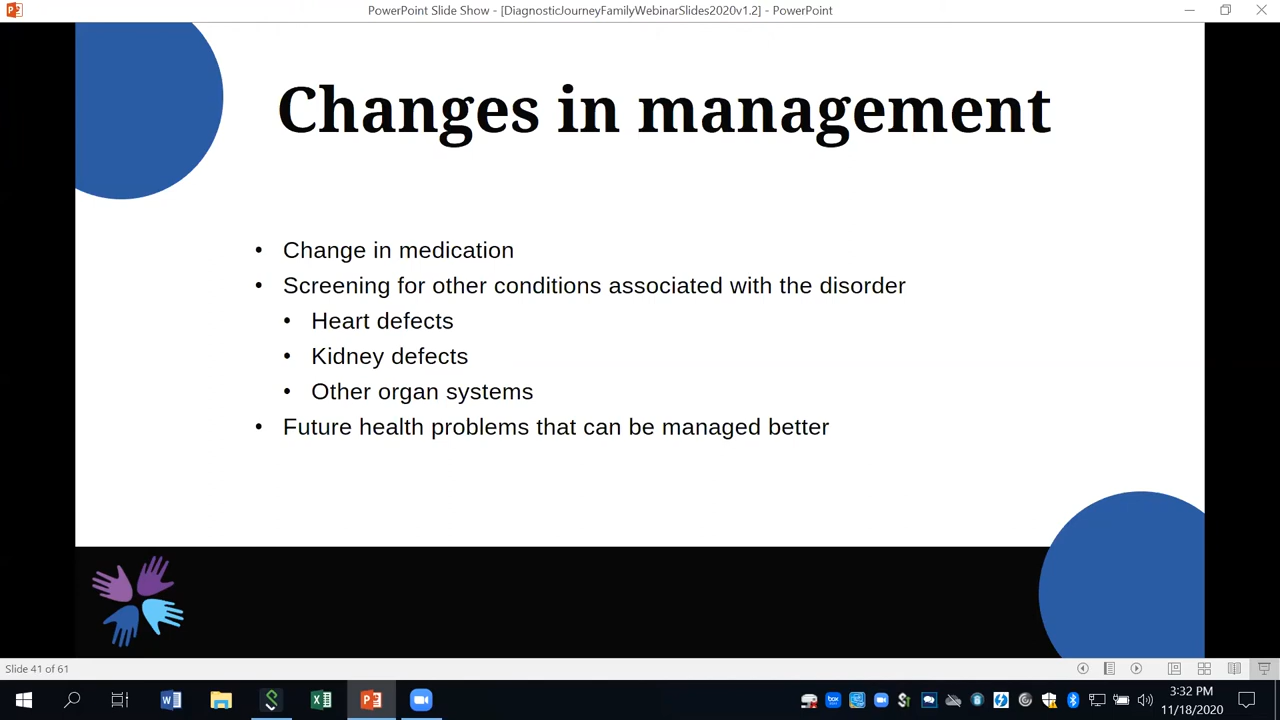 PowerPoint Slide Show - [DiagnosticJourneyFamilyWebinarSlides2020v1.2] - PowerPoint
Changes in management
• Change in medication
• Screening for other conditions associated with the disorder
• Heart defects
• Kidney defects
• Other organ systems
• Future health problems that can be managed better
Slide 41 of 61
3:32 PM
11/18/2020